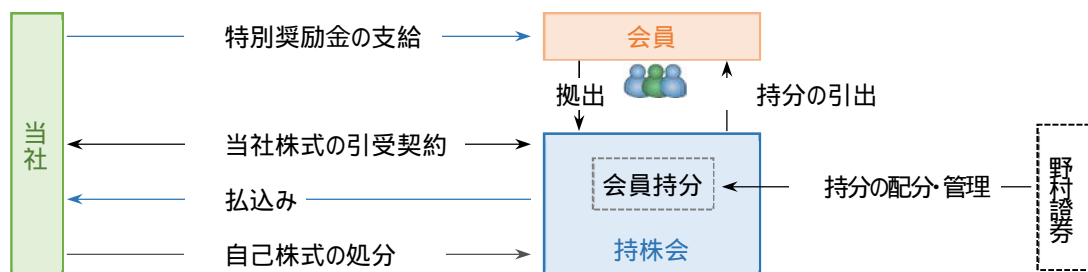 特別奨励金の支給
会員
拠出
持分の引出
当社
当社株式の引受契約
会員持分
持分の配分・管理
野村證券
払込み
自己株式の処分
持株会